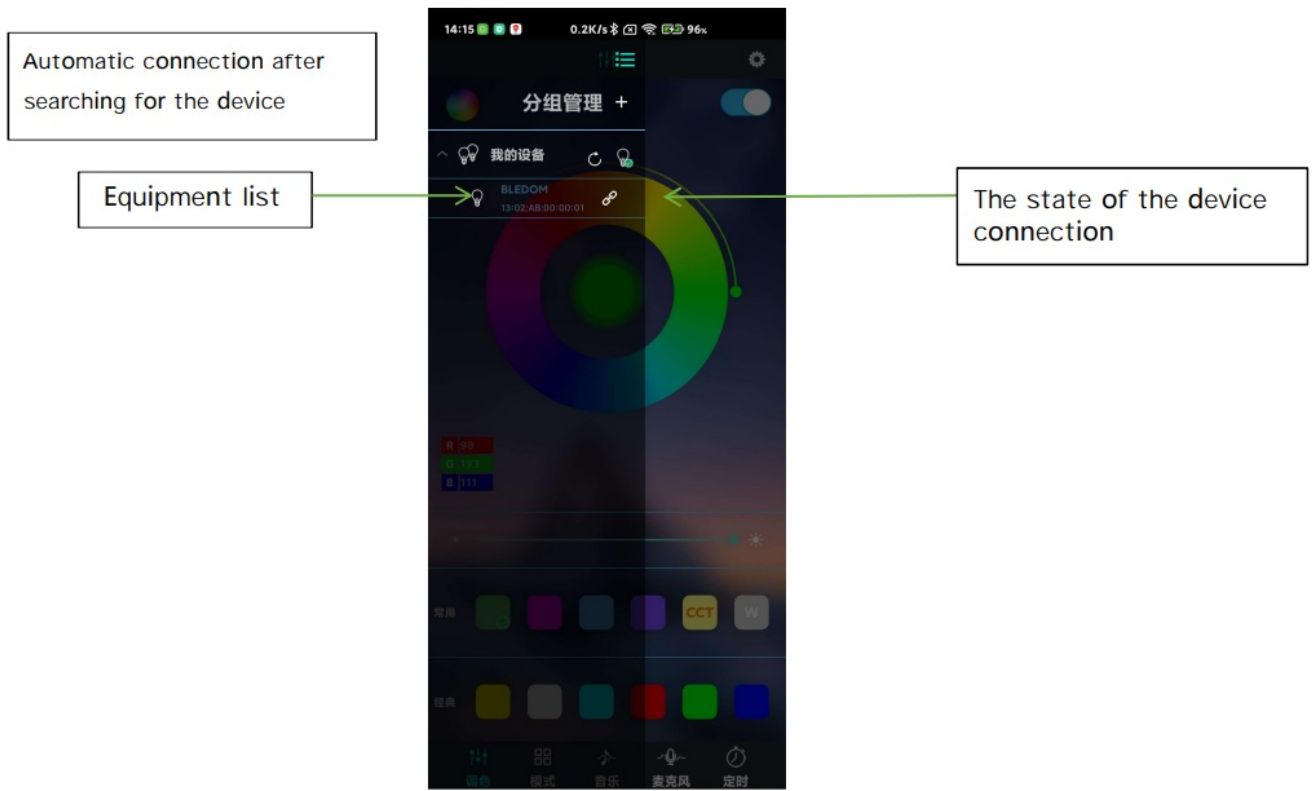 14:15 0.2K/s 96%
Automatic connection after
searching for the device
分组管理 +
我的设备
Equipment list
BLEDOM
13:02:AB:00:00:01
The state of the device
connection
R 98
G 193
B 111
常用 CCT W
经典
调色 模式 音乐 麦克风 定时